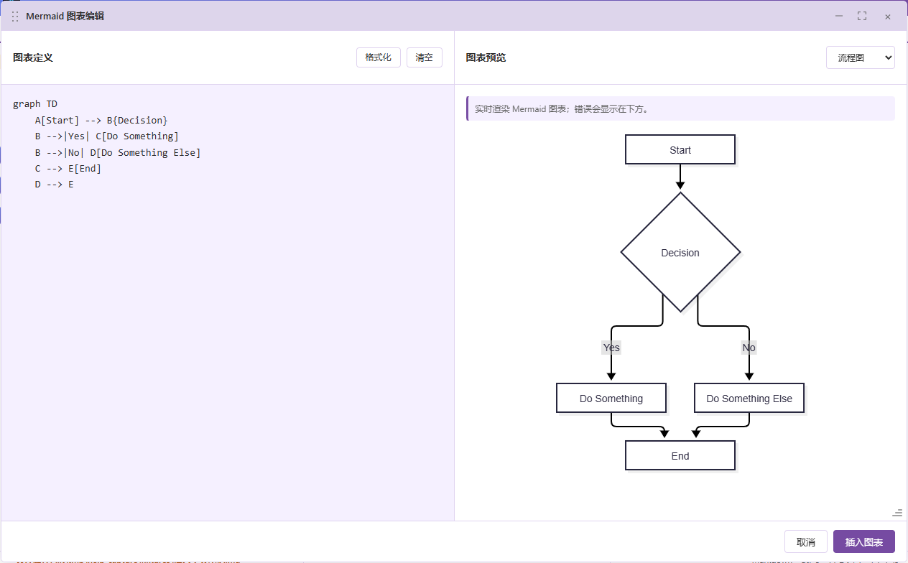 Mermaid 图表编辑
图表定义
格式化
清空
graph TD
    A[Start] --> B{Decision}
    B -->|Yes| C[Do Something]
    B -->|No| D[Do Something Else]
    C --> E[End]
    D --> E
图表预览
流程图
实时渲染 Mermaid 图表；错误会显示在下方。
Start
Decision
Yes
No
Do Something
Do Something Else
End
取消
插入图表